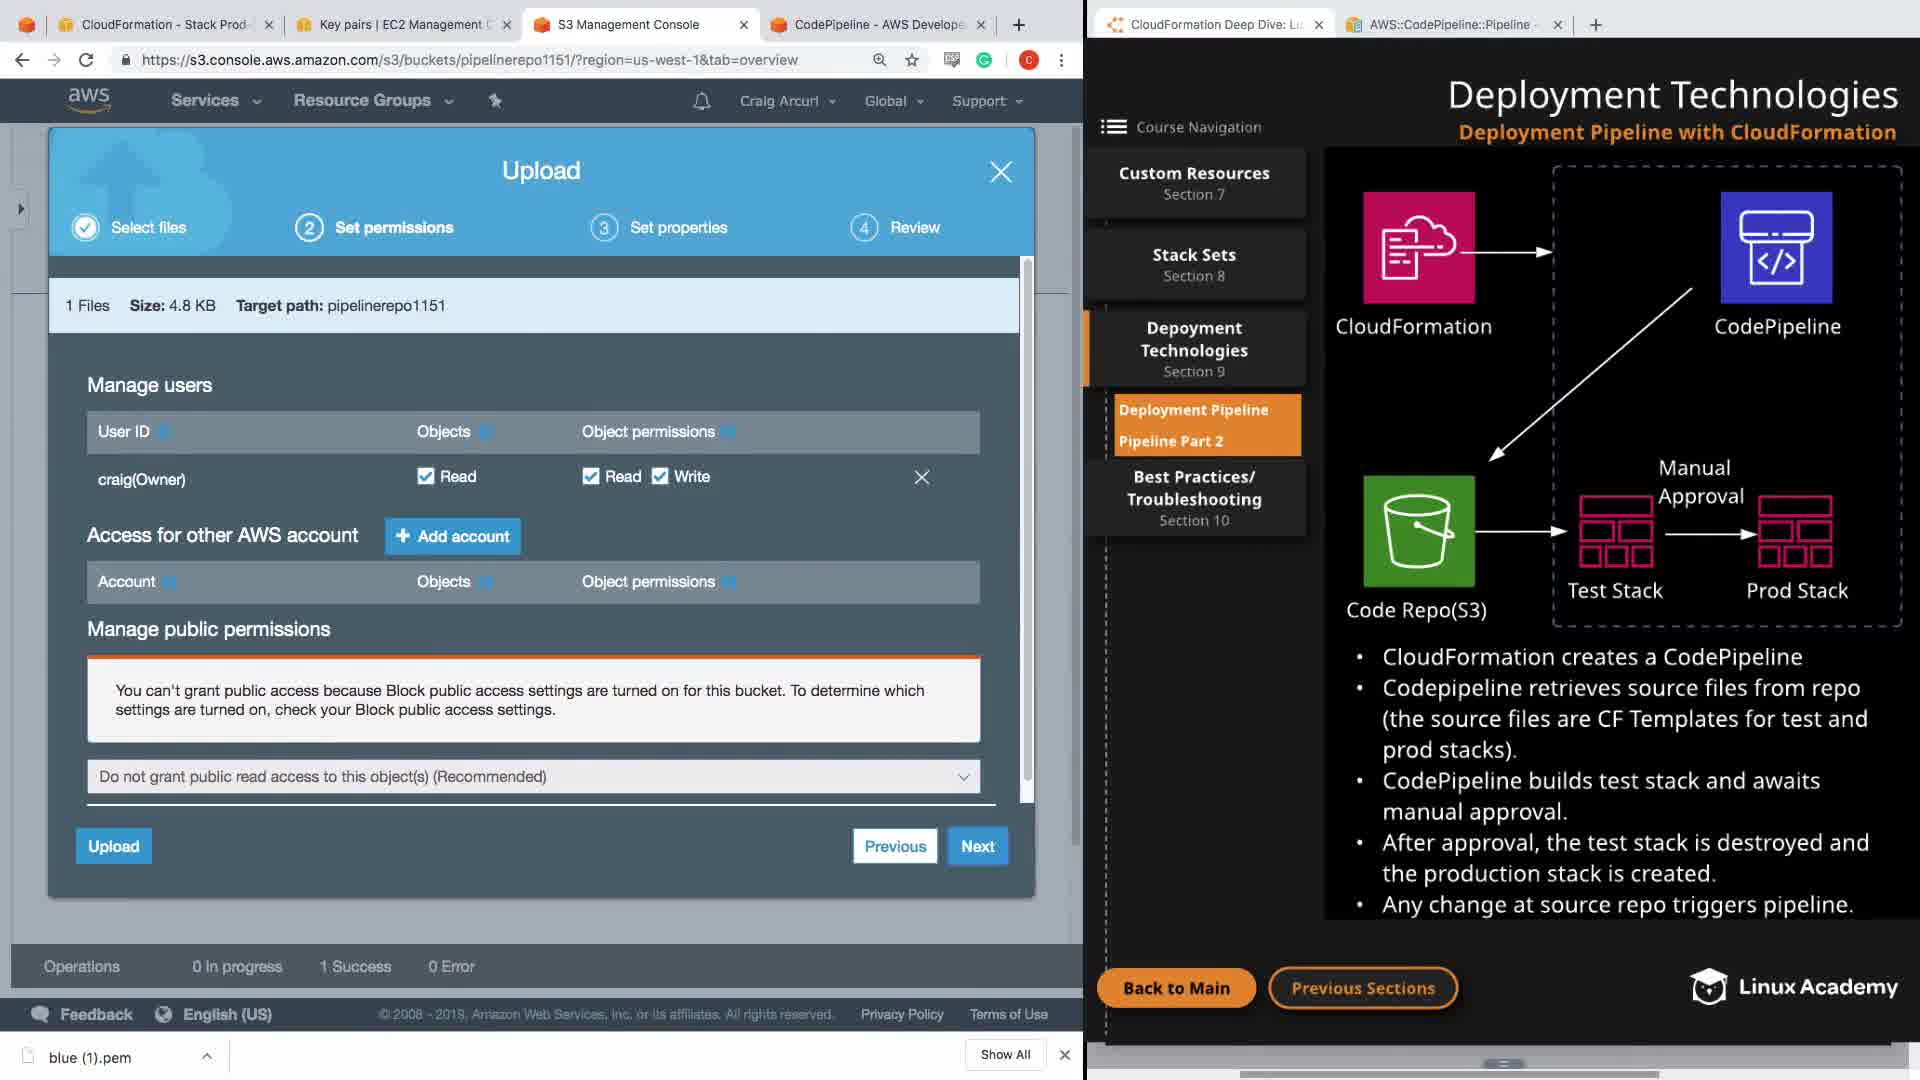 CloudFormation - Stack Prod
Key pairs | EC2 Management C
S3 Management Console
CodePipeline - AWS Develope
https://s3.console.aws.amazon.com/s3/buckets/pipelinerepo1151/?region=us-west-1&tab=overview
aws
Services
Resource Groups
Craig Arcuri
Global
Support
Upload
Select files
2 Set permissions
3 Set properties
4 Review
1 Files Size: 4.8 KB Target path: pipelinerepo1151
Manage users
User ID Objects Object permissions
craig(Owner) Read Read Write
Access for other AWS account
+ Add account
Account Objects Object permissions
Manage public permissions
You can't grant public access because Block public access settings are turned on for this bucket. To determine which
settings are turned on, check your Block public access settings.
Do not grant public read access to this object(s) (Recommended)
Upload
Previous
Next
Operations 0 In progress 1 Success 0 Error
Feedback
English (US)
© 2008 - 2019, Amazon Web Services, Inc. or its affiliates. All rights reserved.
Privacy Policy
Terms of Use
blue (1).pem
Show All
CloudFormation Deep Dive: Lu
AWS::CodePipeline::Pipeline -
Deployment Technologies
Deployment Pipeline with CloudFormation
Course Navigation
Custom Resources
Section 7
Stack Sets
Section 8
Depoyment
Technologies
Section 9
Deployment Pipeline
Pipeline Part 2
Best Practices/
Troubleshooting
Section 10
CloudFormation
CodePipeline
Manual
Approval
Code Repo(S3)
Test Stack
Prod Stack
• CloudFormation creates a CodePipeline
• Codepipeline retrieves source files from repo
(the source files are CF Templates for test and
prod stacks).
• CodePipeline builds test stack and awaits
manual approval.
• After approval, the test stack is destroyed and
the production stack is created.
• Any change at source repo triggers pipeline.
Back to Main
Previous Sections
Linux Academy